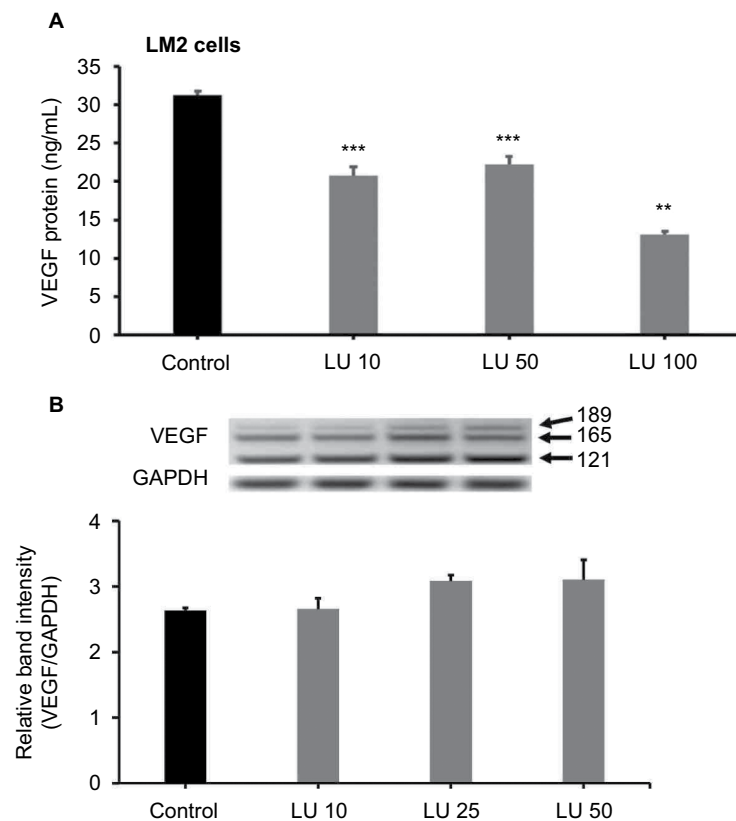 A
LM2 cells
VEGF protein (ng/mL)
35
30
25
20
15
10
5
0
***
***
**
Control
LU 10
LU 50
LU 100
B
VEGF
GAPDH
189
165
121
Relative band intensity
(VEGF/GAPDH)
4
3
2
1
0
Control
LU 10
LU 25
LU 50